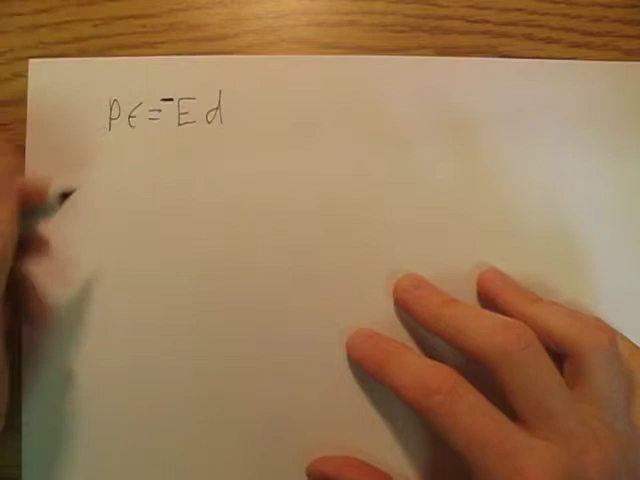 PE = -Ed